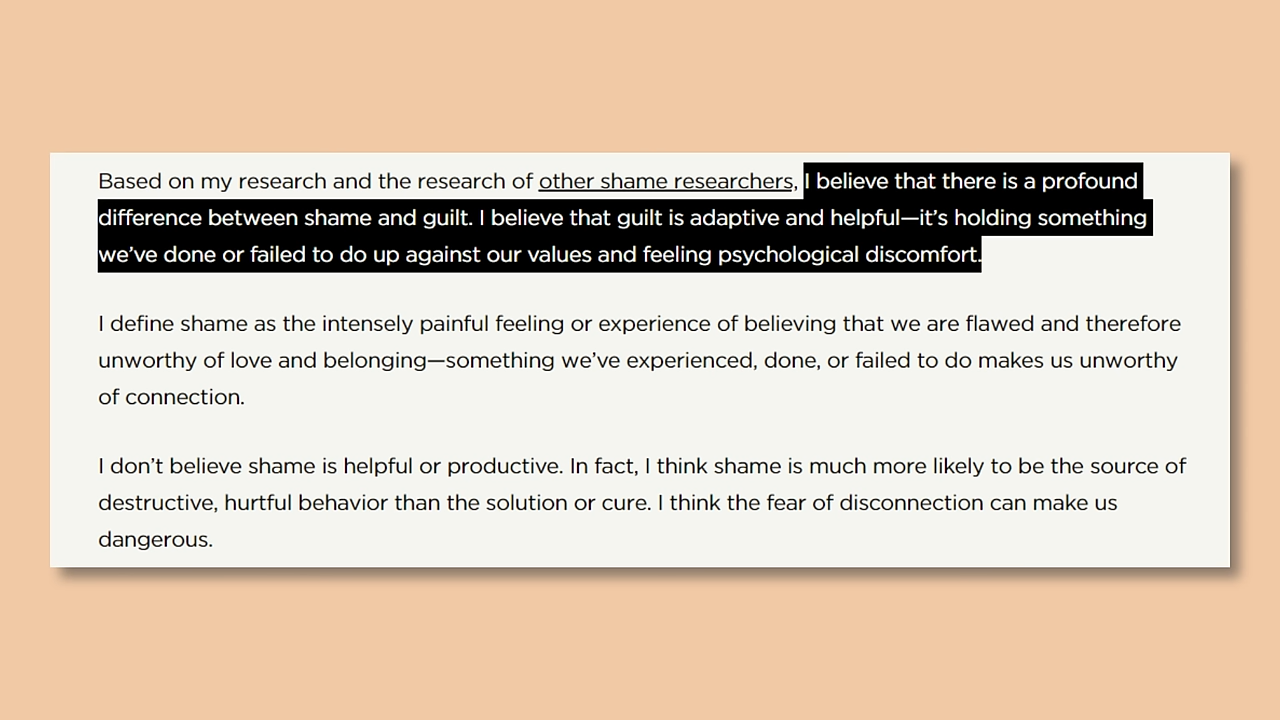 Based on my research and the research of other shame researchers, I believe that there is a profound
difference between shame and guilt. I believe that guilt is adaptive and helpful—it’s holding something
we’ve done or failed to do up against our values and feeling psychological discomfort.
I define shame as the intensely painful feeling or experience of believing that we are flawed and therefore
unworthy of love and belonging—something we’ve experienced, done, or failed to do makes us unworthy
of connection.
I don’t believe shame is helpful or productive. In fact, I think shame is much more likely to be the source of
destructive, hurtful behavior than the solution or cure. I think the fear of disconnection can make us
dangerous.